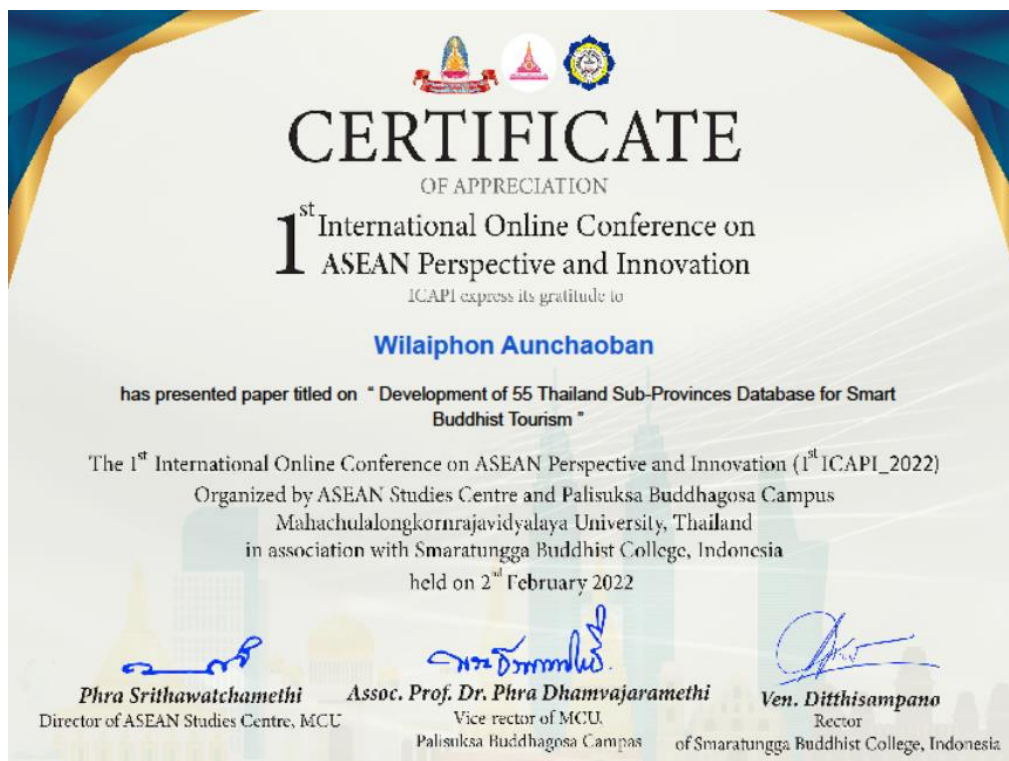 CERTIFICATE
OF APPRECIATION
1st International Online Conference on
ASEAN Perspective and Innovation
ICAPI express its gratitude to
Wilaiphon Aunchaoban
has presented paper titled on “ Development of 55 Thailand Sub-Provinces Database for Smart
Buddhist Tourism ”
The 1st International Online Conference on ASEAN Perspective and Innovation (1st ICAPI_2022)
Organized by ASEAN Studies Centre and Palisuksa Buddhagosa Campus
Mahachulalongkornrajavidyalaya University, Thailand
in association with Smaratungga Buddhist College, Indonesia
held on 2nd February 2022
Phra Srithawatchamethi
Director of ASEAN Studies Centre, MCU
Assoc. Prof. Dr. Phra Dhamvajaramethi
Vice rector of MCU,
Palisuksa Buddhagosa Campas
Ven. Ditthisampano
Rector
of Smaratungga Buddhist College, Indonesia